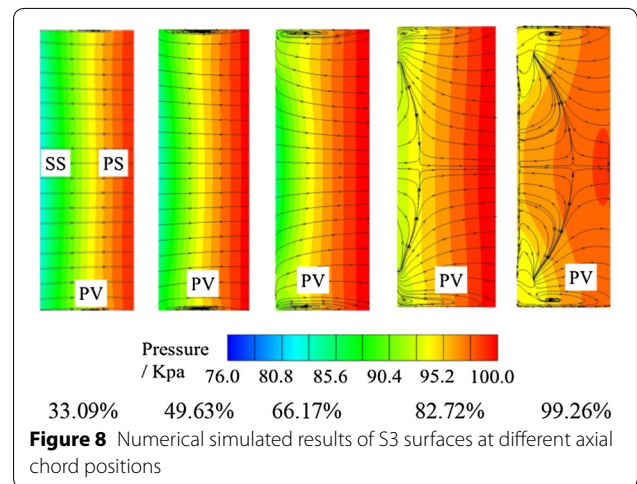 SS PS
PV PV PV PV PV
Pressure
/ Kpa 76.0 80.8 85.6 90.4 95.2 100.0
33.09% 49.63% 66.17% 82.72% 99.26%
Figure 8 Numerical simulated results of S3 surfaces at different axial
chord positions